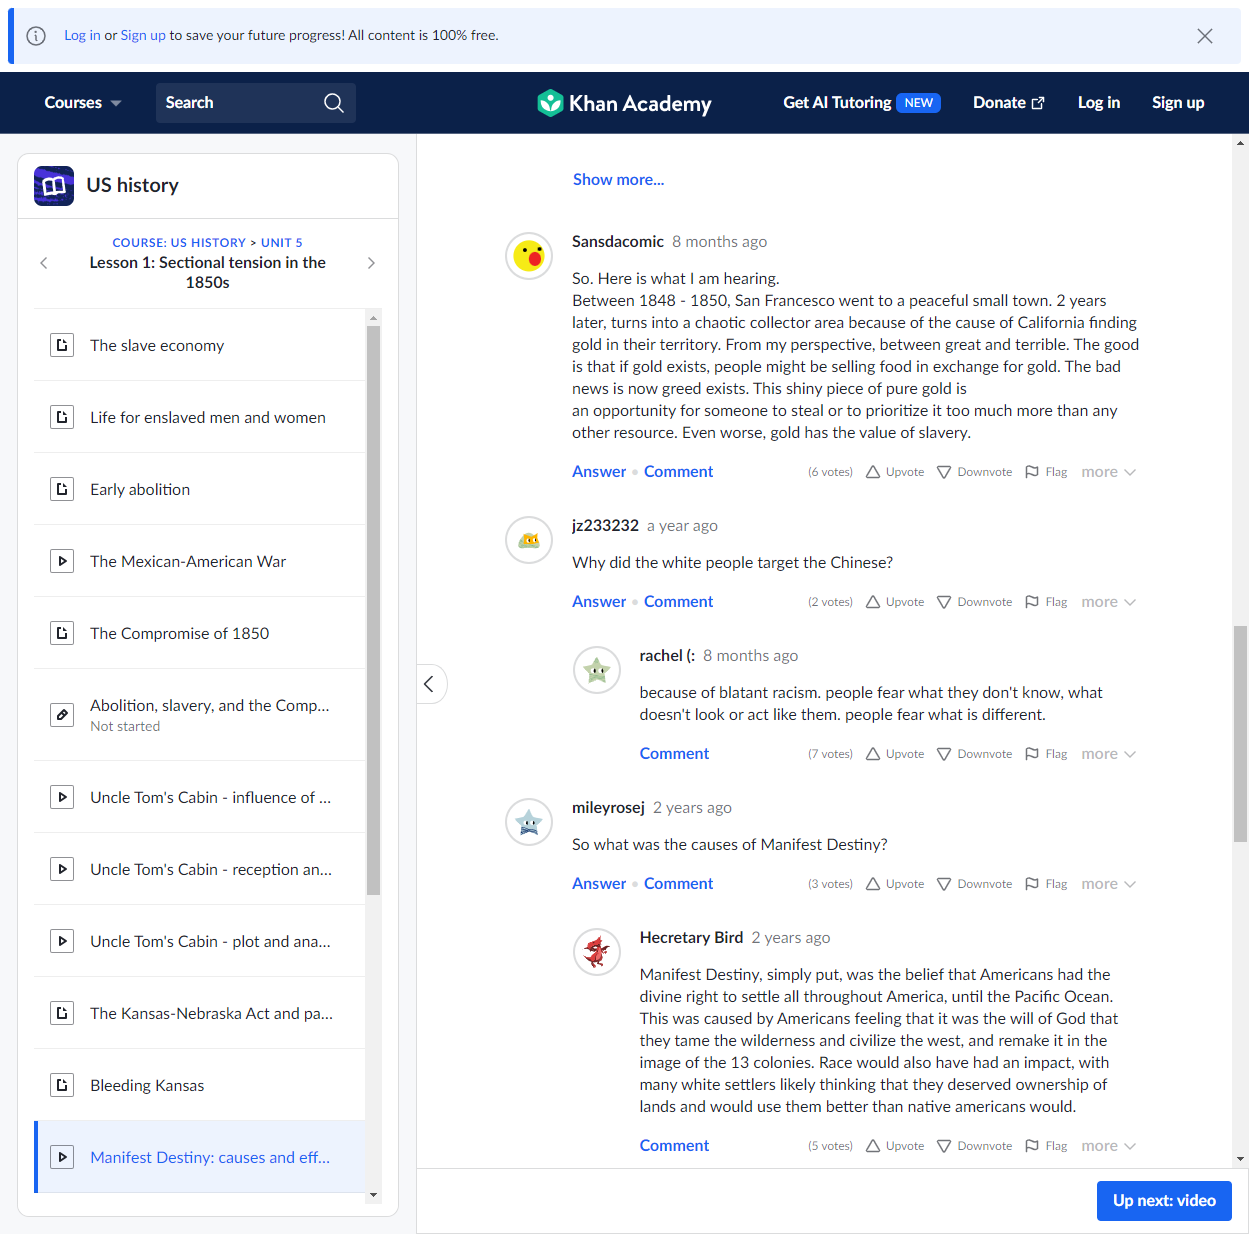 Log in or Sign up to save your future progress! All content is 100% free.
Courses
Search
Khan Academy
Get AI Tutoring NEW
Donate
Log in
Sign up
US history
COURSE: US HISTORY > UNIT 5
Lesson 1: Sectional tension in the
1850s
The slave economy
Life for enslaved men and women
Early abolition
The Mexican-American War
The Compromise of 1850
Abolition, slavery, and the Comp...
Not started
Uncle Tom's Cabin - influence of ...
Uncle Tom's Cabin - reception an...
Uncle Tom's Cabin - plot and ana...
The Kansas-Nebraska Act and pa...
Bleeding Kansas
Manifest Destiny: causes and eff...
Show more...
Sansdacomic 8 months ago
So. Here is what I am hearing.
Between 1848 - 1850, San Francesco went to a peaceful small town. 2 years
later, turns into a chaotic collector area because of the cause of California finding
gold in their territory. From my perspective, between great and terrible. The good
is that if gold exists, people might be selling food in exchange for gold. The bad
news is now greed exists. This shiny piece of pure gold is
an opportunity for someone to steal or to prioritize it too much more than any
other resource. Even worse, gold has the value of slavery.
Answer • Comment (6 votes) Upvote Downvote Flag more
jz233232 a year ago
Why did the white people target the Chinese?
Answer • Comment (2 votes) Upvote Downvote Flag more
rachel (: 8 months ago
because of blatant racism. people fear what they don't know, what
doesn't look or act like them. people fear what is different.
Comment (7 votes) Upvote Downvote Flag more
mileyrosej 2 years ago
So what was the causes of Manifest Destiny?
Answer • Comment (3 votes) Upvote Downvote Flag more
Hecretary Bird 2 years ago
Manifest Destiny, simply put, was the belief that Americans had the
divine right to settle all throughout America, until the Pacific Ocean.
This was caused by Americans feeling that it was the will of God that
they tame the wilderness and civilize the west, and remake it in the
image of the 13 colonies. Race would also have had an impact, with
many white settlers likely thinking that they deserved ownership of
lands and would use them better than native americans would.
Comment (5 votes) Upvote Downvote Flag more
Up next: video